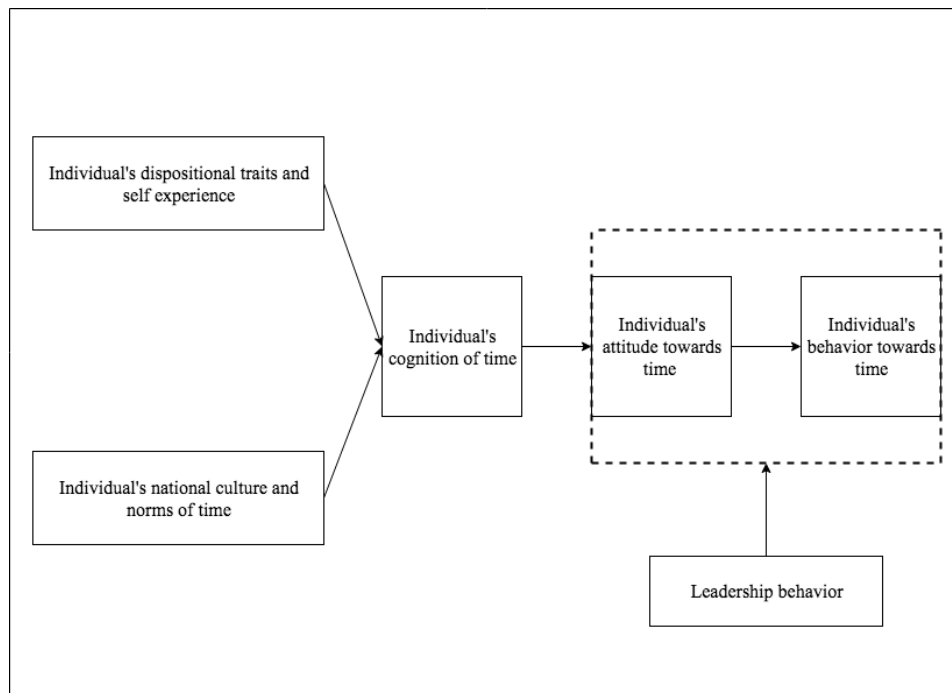 Individual's dispositional traits and
self experience
Individual's
cognition of time
Individual's
attitude towards
time
Individual's
behavior towards
time
Individual's national culture and
norms of time
Leadership behavior